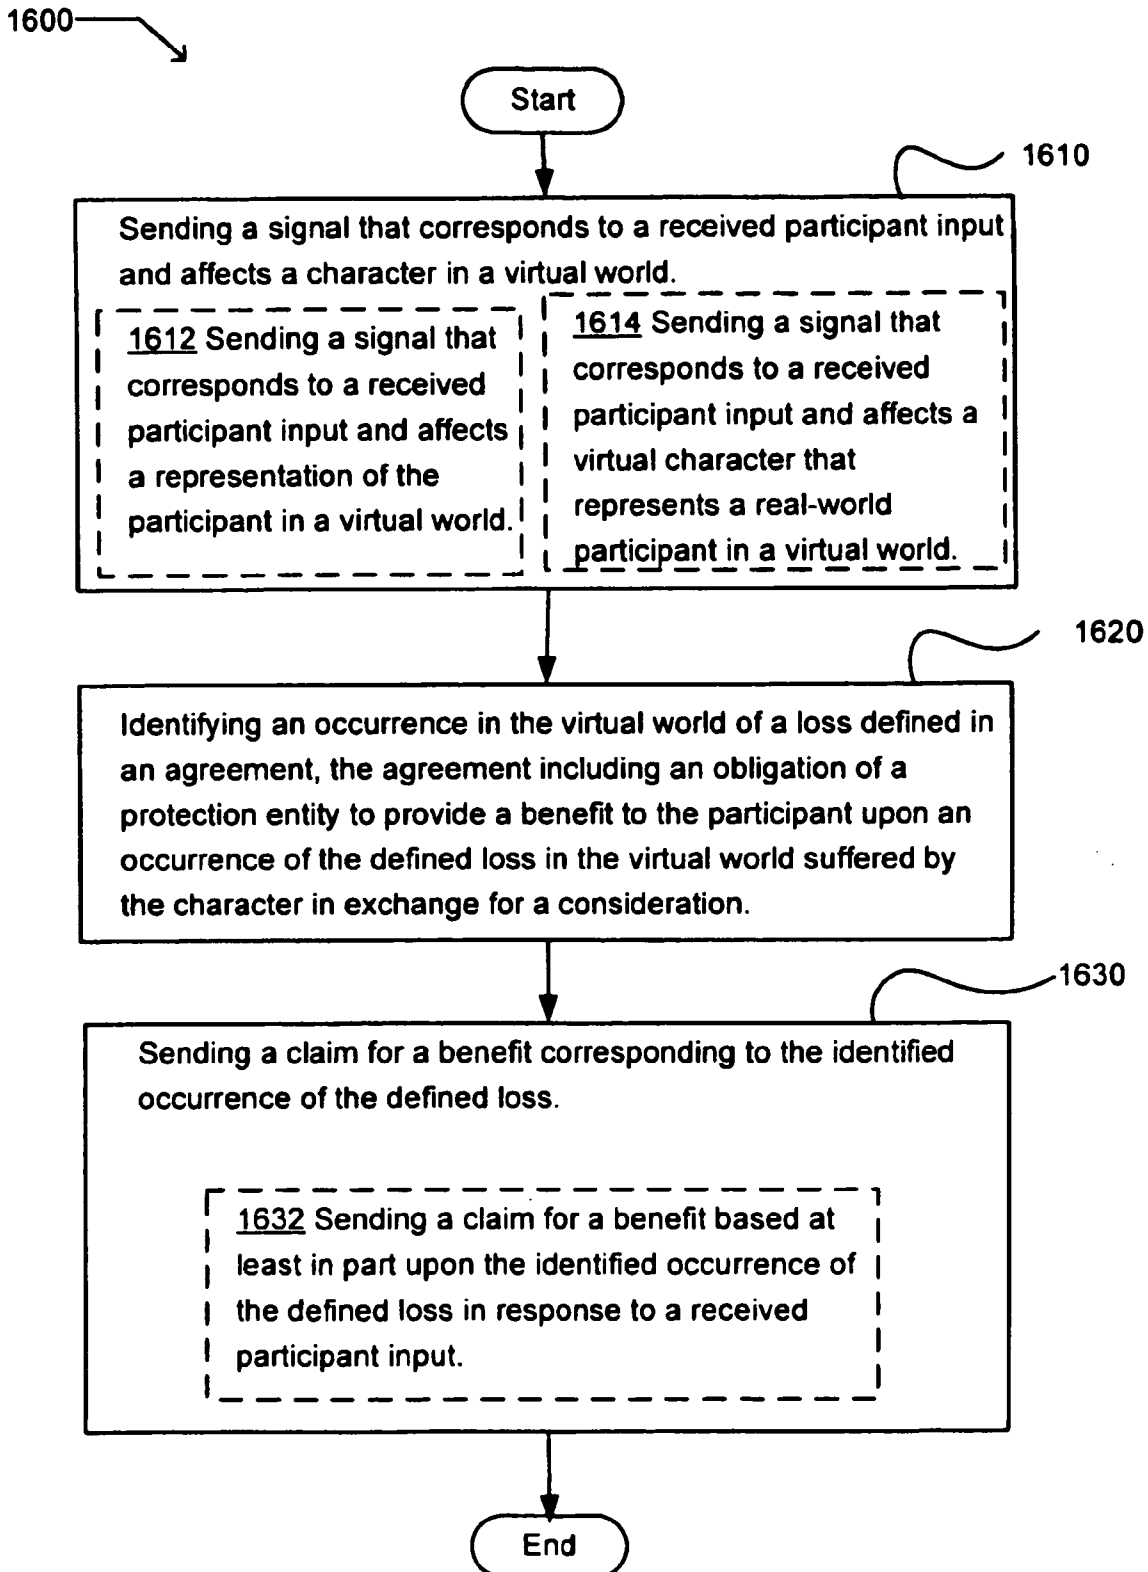 1600
Start
1610
Sending a signal that corresponds to a received participant input
and affects a character in a virtual world.
1612 Sending a signal that
corresponds to a received
participant input and affects
a representation of the
participant in a virtual world.
1614 Sending a signal that
corresponds to a received
participant input and affects a
virtual character that
represents a real-world
participant in a virtual world.
1620
Identifying an occurrence in the virtual world of a loss defined in
an agreement, the agreement including an obligation of a
protection entity to provide a benefit to the participant upon an
occurrence of the defined loss in the virtual world suffered by
the character in exchange for a consideration.
1630
Sending a claim for a benefit corresponding to the identified
occurrence of the defined loss.
1632 Sending a claim for a benefit based at
least in part upon the identified occurrence of
the defined loss in response to a received
participant input.
End